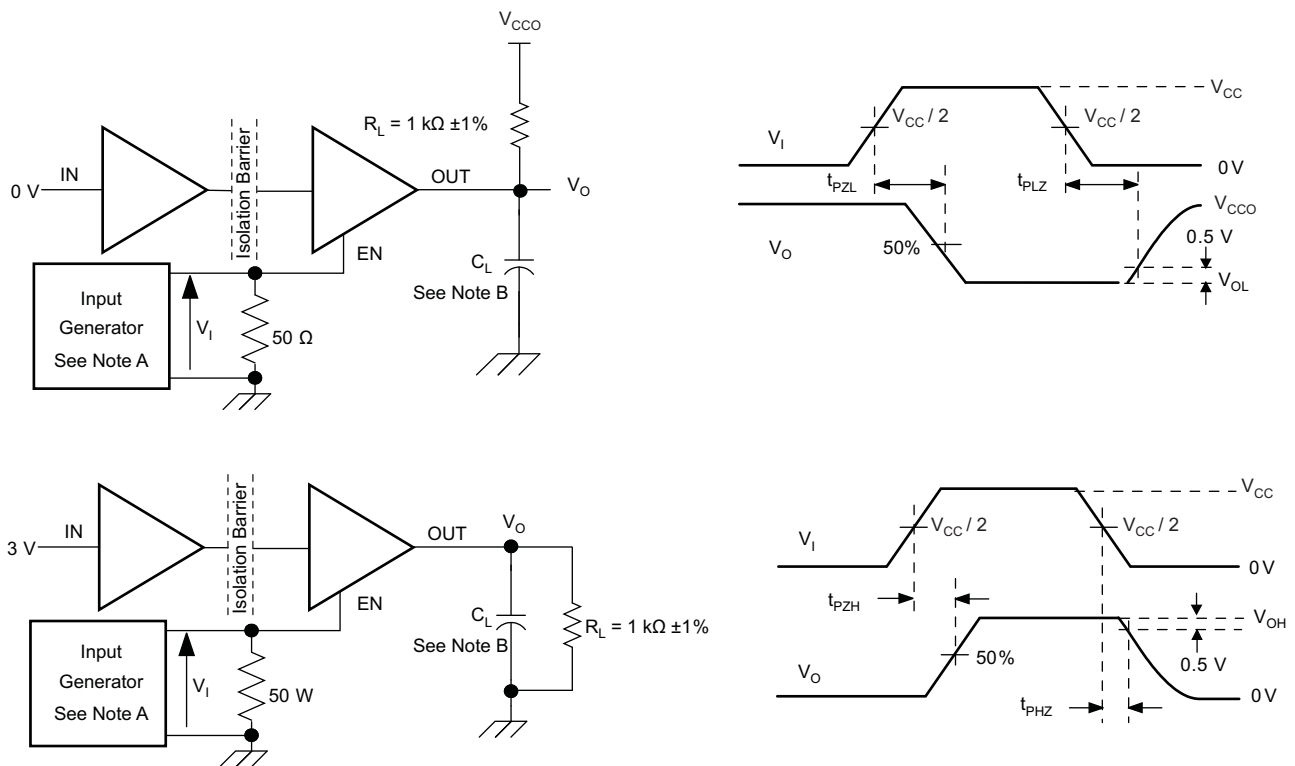 V_CCO
R_L = 1 kΩ ±1%
0 V
IN
Isolation Barrier
OUT
V_O
EN
C_L
See Note B
Input
Generator
See Note A
V_I
50 Ω
V_CC
V_CC / 2
V_CC / 2
V_I
0 V
t_PZL
t_PLZ
V_CCO
V_O
50%
0.5 V
V_OL
3 V
IN
Isolation Barrier
OUT
V_O
EN
C_L
See Note B
R_L = 1 kΩ ±1%
Input
Generator
See Note A
V_I
50 W
V_CC
V_CC / 2
V_CC / 2
V_I
0 V
t_PZH
V_OH
50%
0.5 V
V_O
t_PHZ
0 V